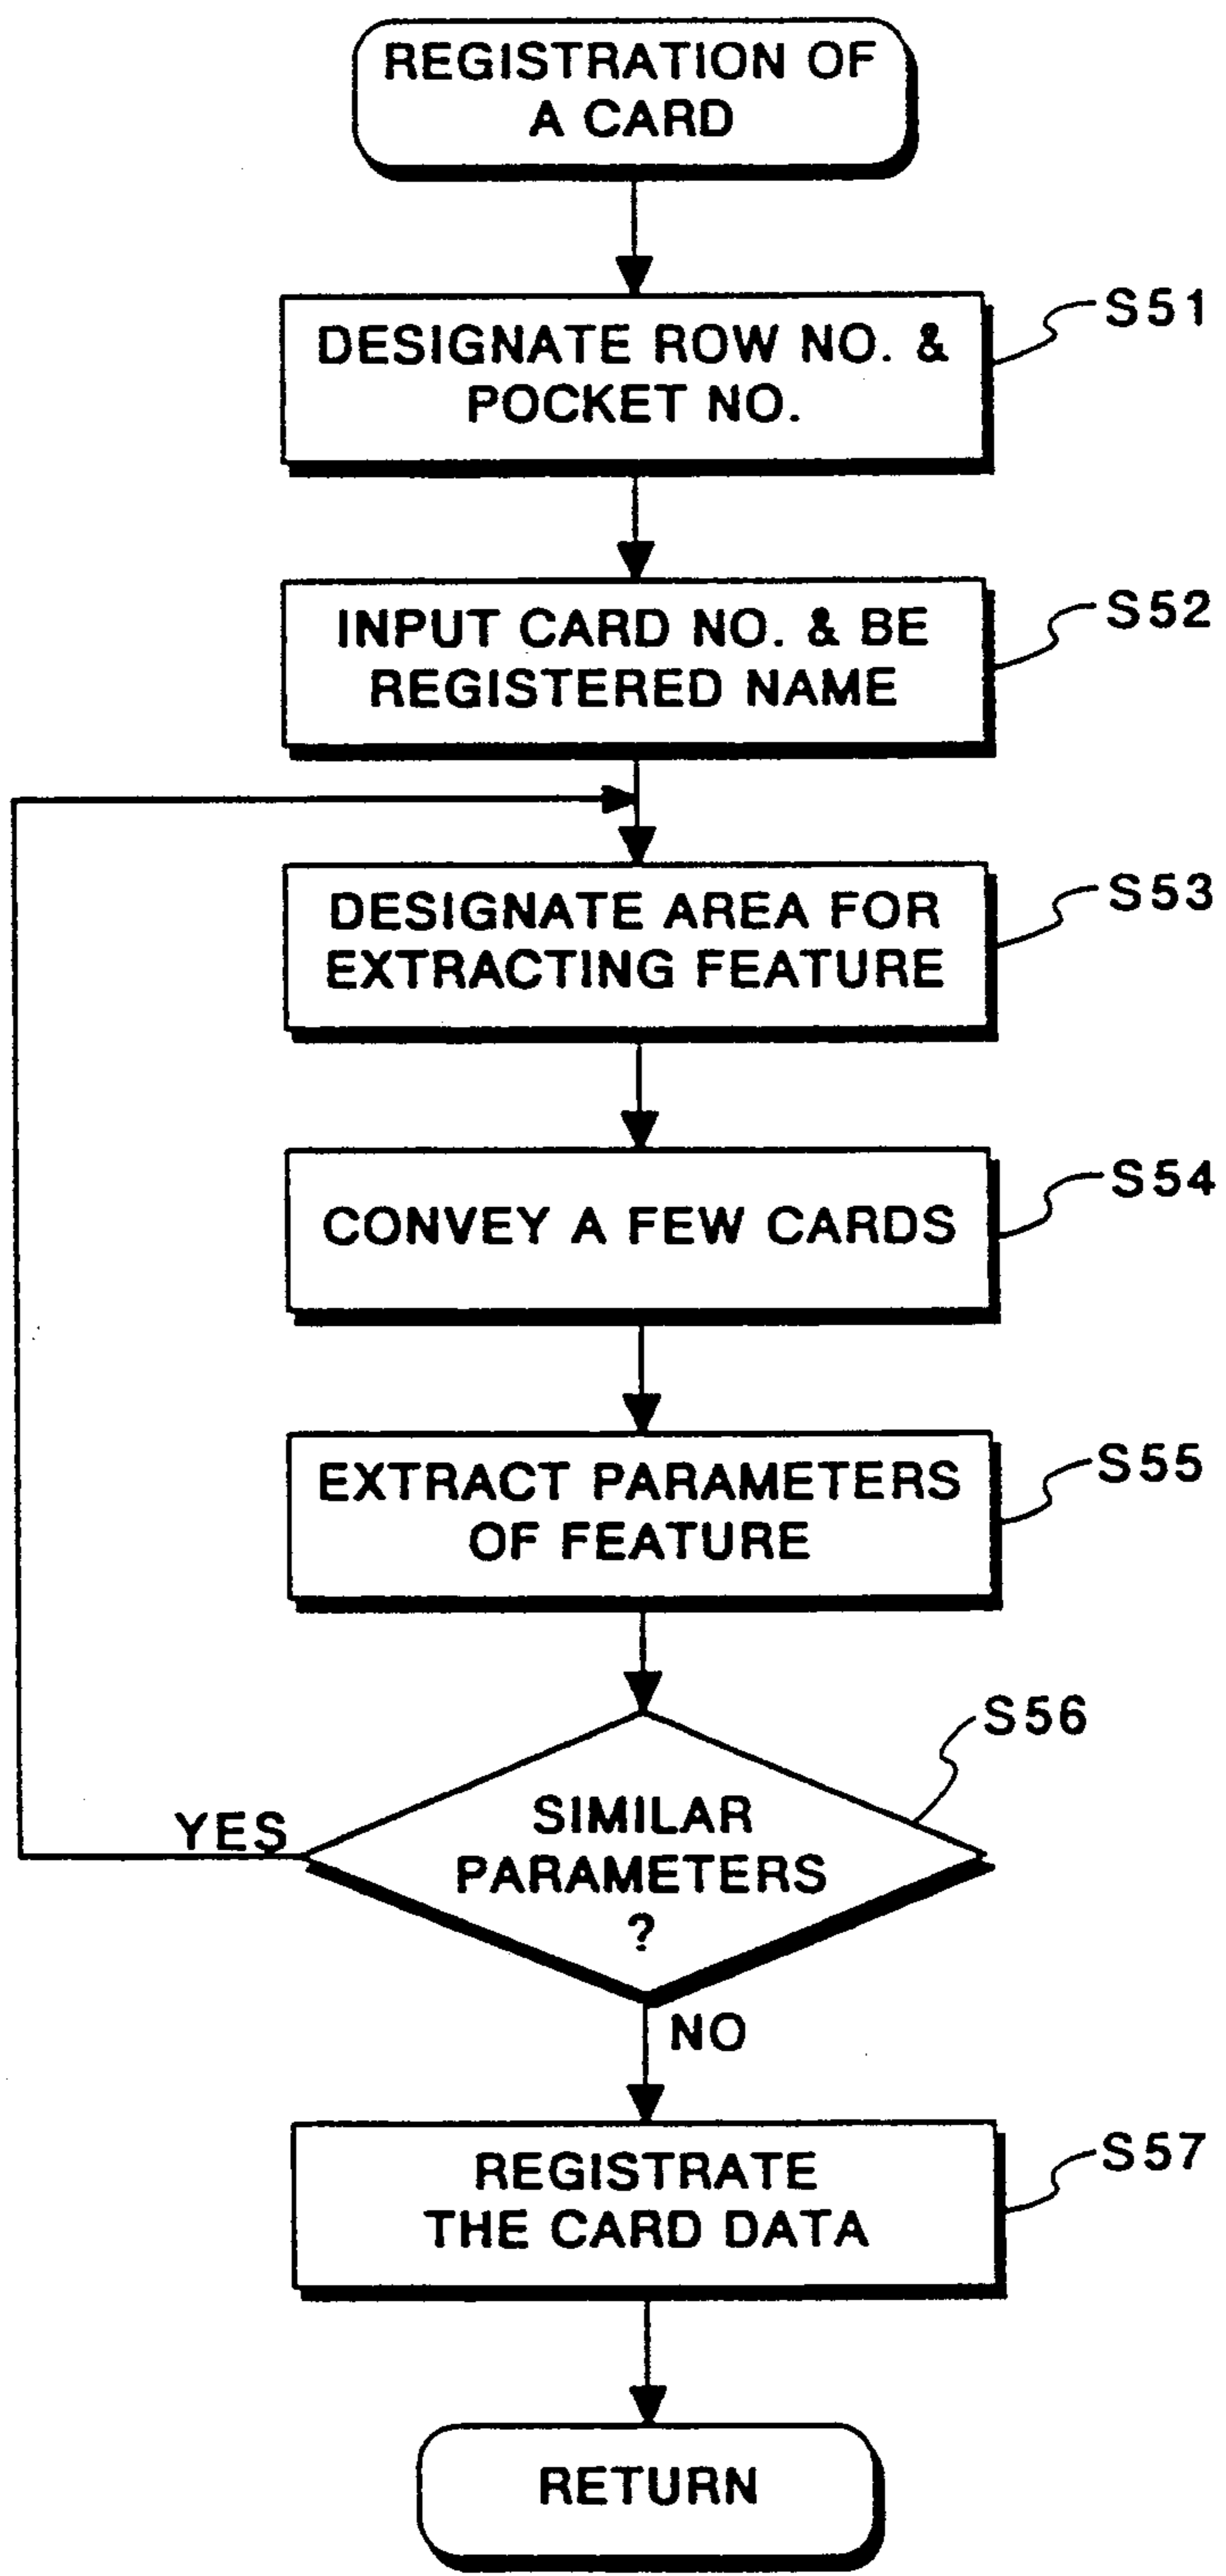 REGISTRATION OF
A CARD
S51
DESIGNATE ROW NO. &
POCKET NO.
S52
INPUT CARD NO. & BE
REGISTERED NAME
S53
DESIGNATE AREA FOR
EXTRACTING FEATURE
S54
CONVEY A FEW CARDS
S55
EXTRACT PARAMETERS
OF FEATURE
S56
SIMILAR
PARAMETERS
?
YES
NO
S57
REGISTRATE
THE CARD DATA
RETURN